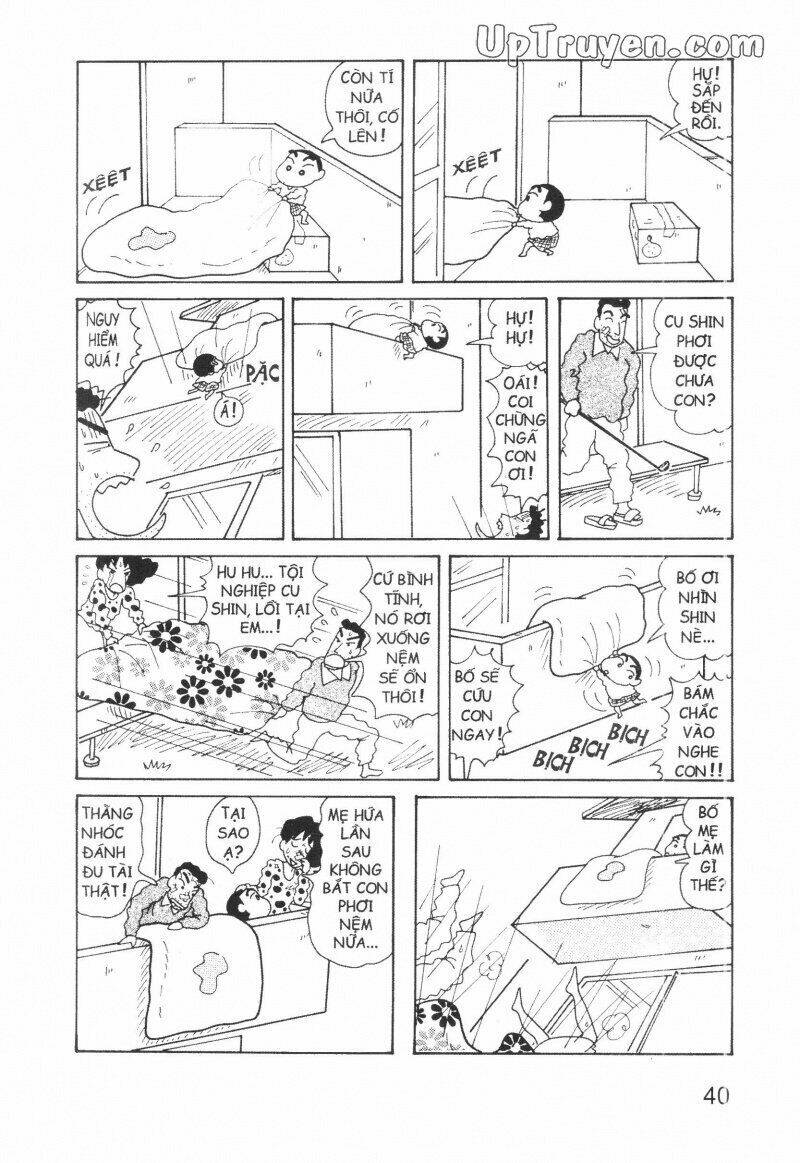 UpTruyen.com
HỰ!
SẮP
ĐẾN
RỒI.
XÊỆT
CÒN TÍ
NỮA
THÔI, CỐ
LÊN!
XÊỆT
CU SHIN
PHƠI
ĐƯỢC
CHƯA
CON?
HỰ!
HỰ!
OÁI!
COI
CHỪNG
NGÃ
CON
ƠI!
PẶC
Á!
NGUY
HIỂM
QUÁ!
BỐ ƠI
NHÌN
SHIN
NÈ...
BÁM
CHẮC
VÀO
NGHE
CON!!
BỐ SẼ
CỨU
CON
NGAY!
BỊCH
BỊCH
BỊCH
CỨ BÌNH
TĨNH,
NÓ RƠI
XUỐNG
NỆM
SẼ ỔN
THÔI!
HU HU... TỘI
NGHIỆP CU
SHIN, LỖI TẠI
EM...!
BỐ
MẸ
LÀM
GÌ
THẾ?
MẸ HỨA
LẦN
SAU
KHÔNG
BẮT CON
PHƠI
NỆM
NỮA...
TẠI
SAO
Ạ?
THẰNG
NHÓC
ĐÁNH
ĐU TÀI
THẬT!
40